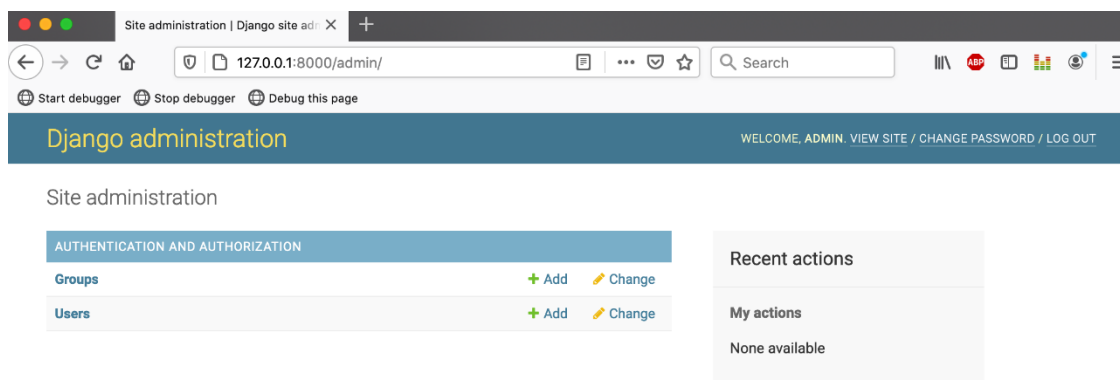 Site administration | Django site adn
127.0.0.1:8000/admin/
Search
ABP
Start debugger Stop debugger Debug this page
Django administration
WELCOME, ADMIN. VIEW SITE / CHANGE PASSWORD / LOG OUT
Site administration
AUTHENTICATION AND AUTHORIZATION
Groups + Add Change
Users + Add Change
Recent actions
My actions
None available